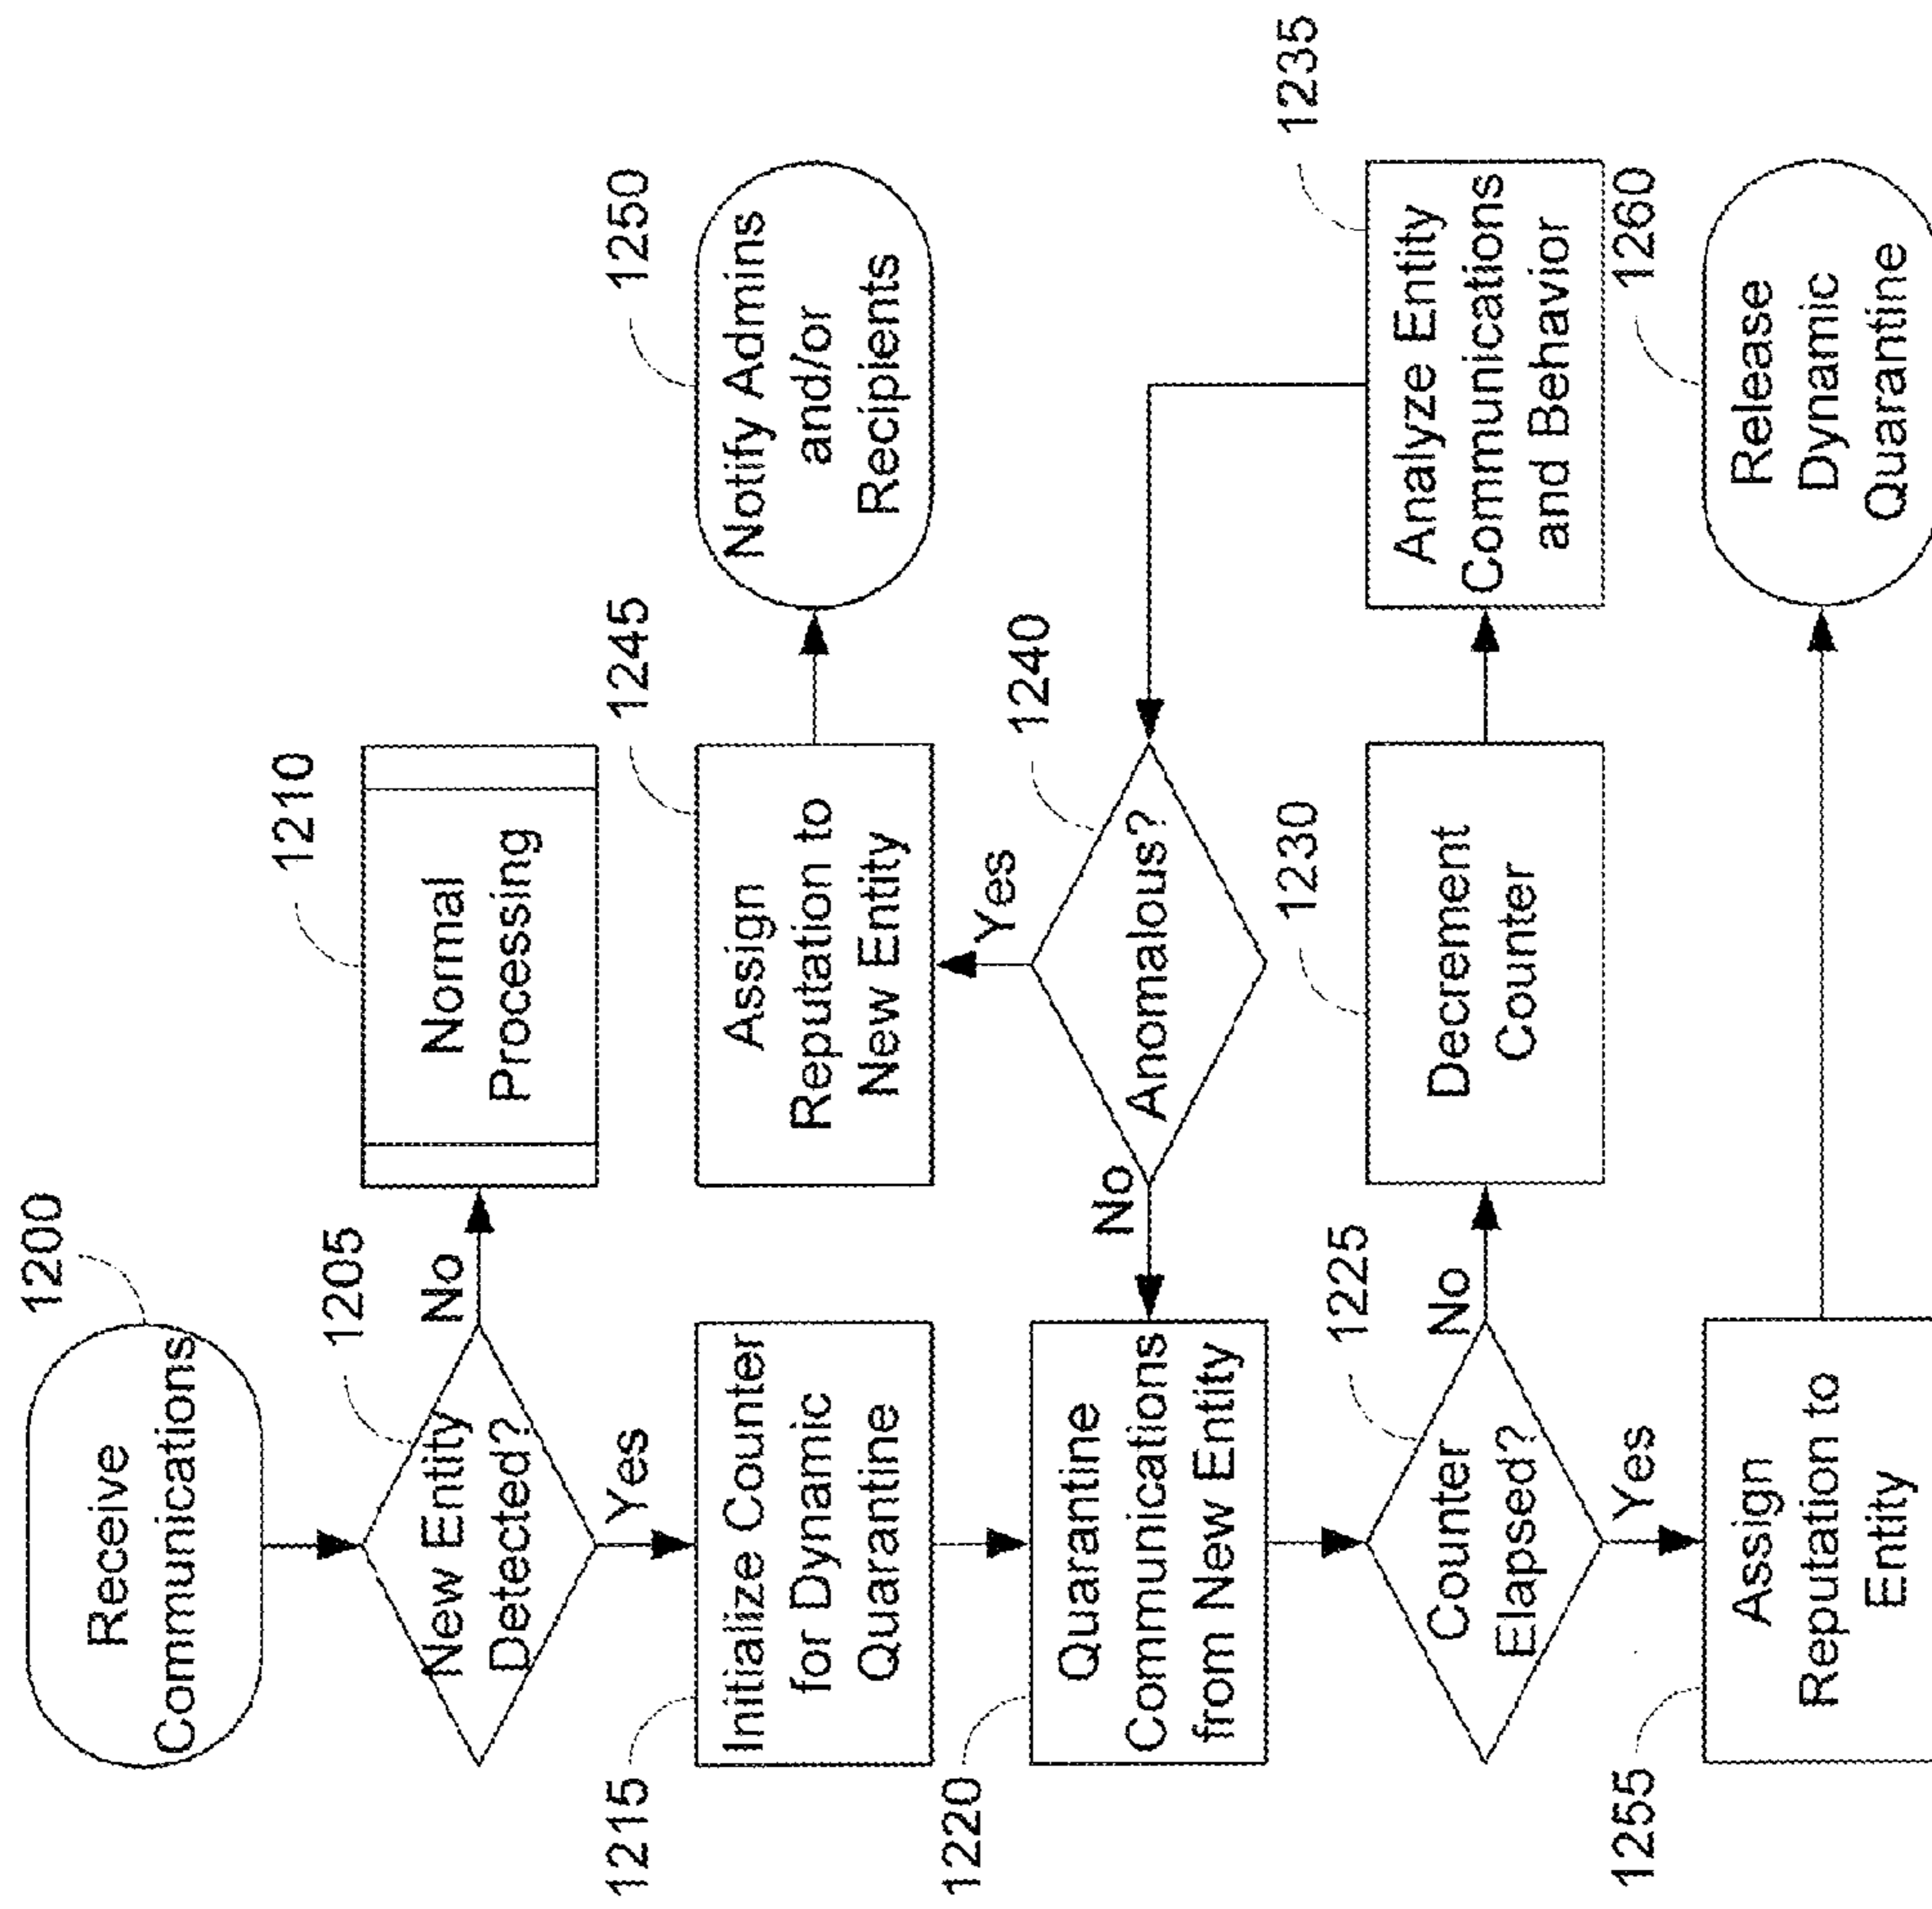 1200
Receive
Communications
1205
New Entity
Detected?
No
Yes
1210
Normal
Processing
1215
Initialize Counter
for Dynamic
Quarantine
1245
Assign
Reputation to
New Entity
1250
Notify Admins
and/or
Recipients
1220
Quarantine
Communications
from New Entity
No
1240
Anomalous?
Yes
1225
Counter
Elapsed?
No
Yes
1230
Decrement
Counter
1235
Analyze Entity
Communications
and Behavior
1255
Assign
Reputation to
Entity
1260
Release
Dynamic
Quarantine